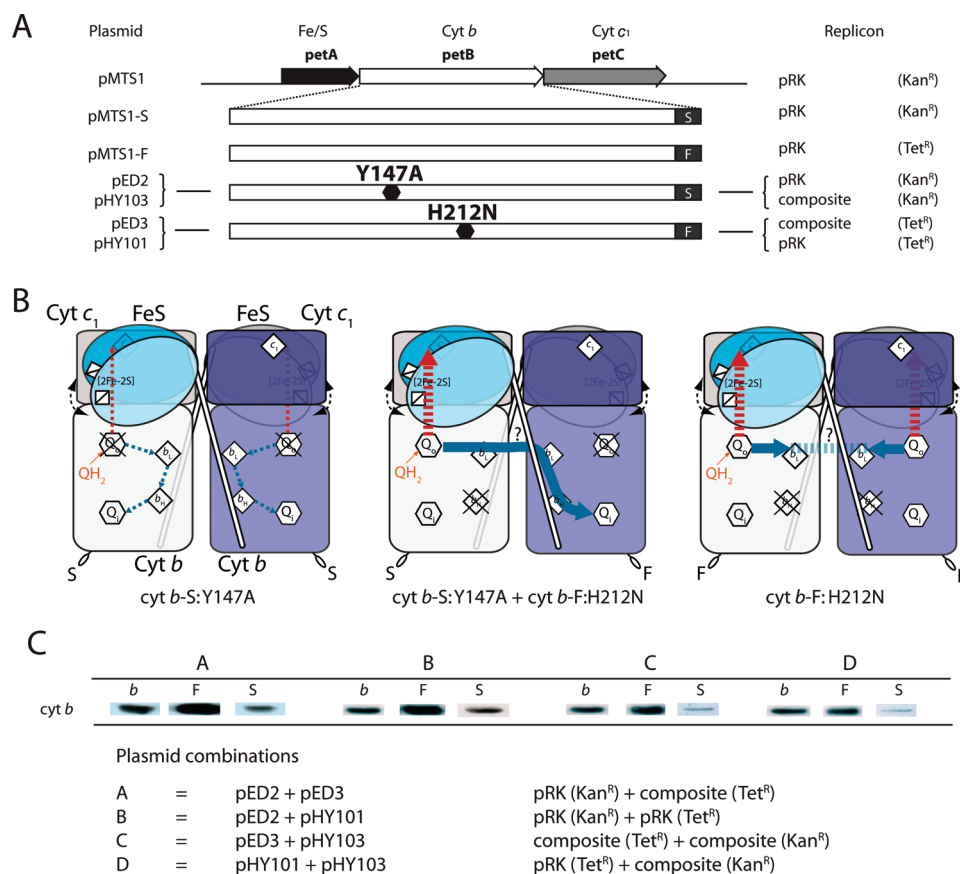 A
Plasmid Fe/S Cyt b Cyt c1 Replicon
petA petB petC
pMTS1 pRK (KanR)
pMTS1-S S pRK (KanR)
pMTS1-F F pRK (TetR)
Y147A
pED2 pRK (KanR)
pHY103 S composite (KanR)
H212N
pED3 composite (TetR)
pHY101 F pRK (TetR)
B
Cyt c1 FeS FeS Cyt c1
c1 c1 c1
[2Fe-2S] [2Fe-2S] [2Fe-2S]
? ?
Qo bL bL Qo Qo bL bL Qo Qo bL bL Qo
QH2 QH2 QH2
bH bH
Qi Qi Qi Qi Qi Qi
Cyt b Cyt b
S S S F F F
cyt b-S:Y147A cyt b-S:Y147A + cyt b-F:H212N cyt b-F:H212N
C
A B C D
b F S b F S b F S b F S
cyt b
Plasmid combinations
A = pED2 + pED3 pRK (KanR) + composite (TetR)
B = pED2 + pHY101 pRK (KanR) + pRK (TetR)
C = pED3 + pHY103 composite (TetR) + composite (KanR)
D = pHY101 + pHY103 pRK (TetR) + composite (KanR)